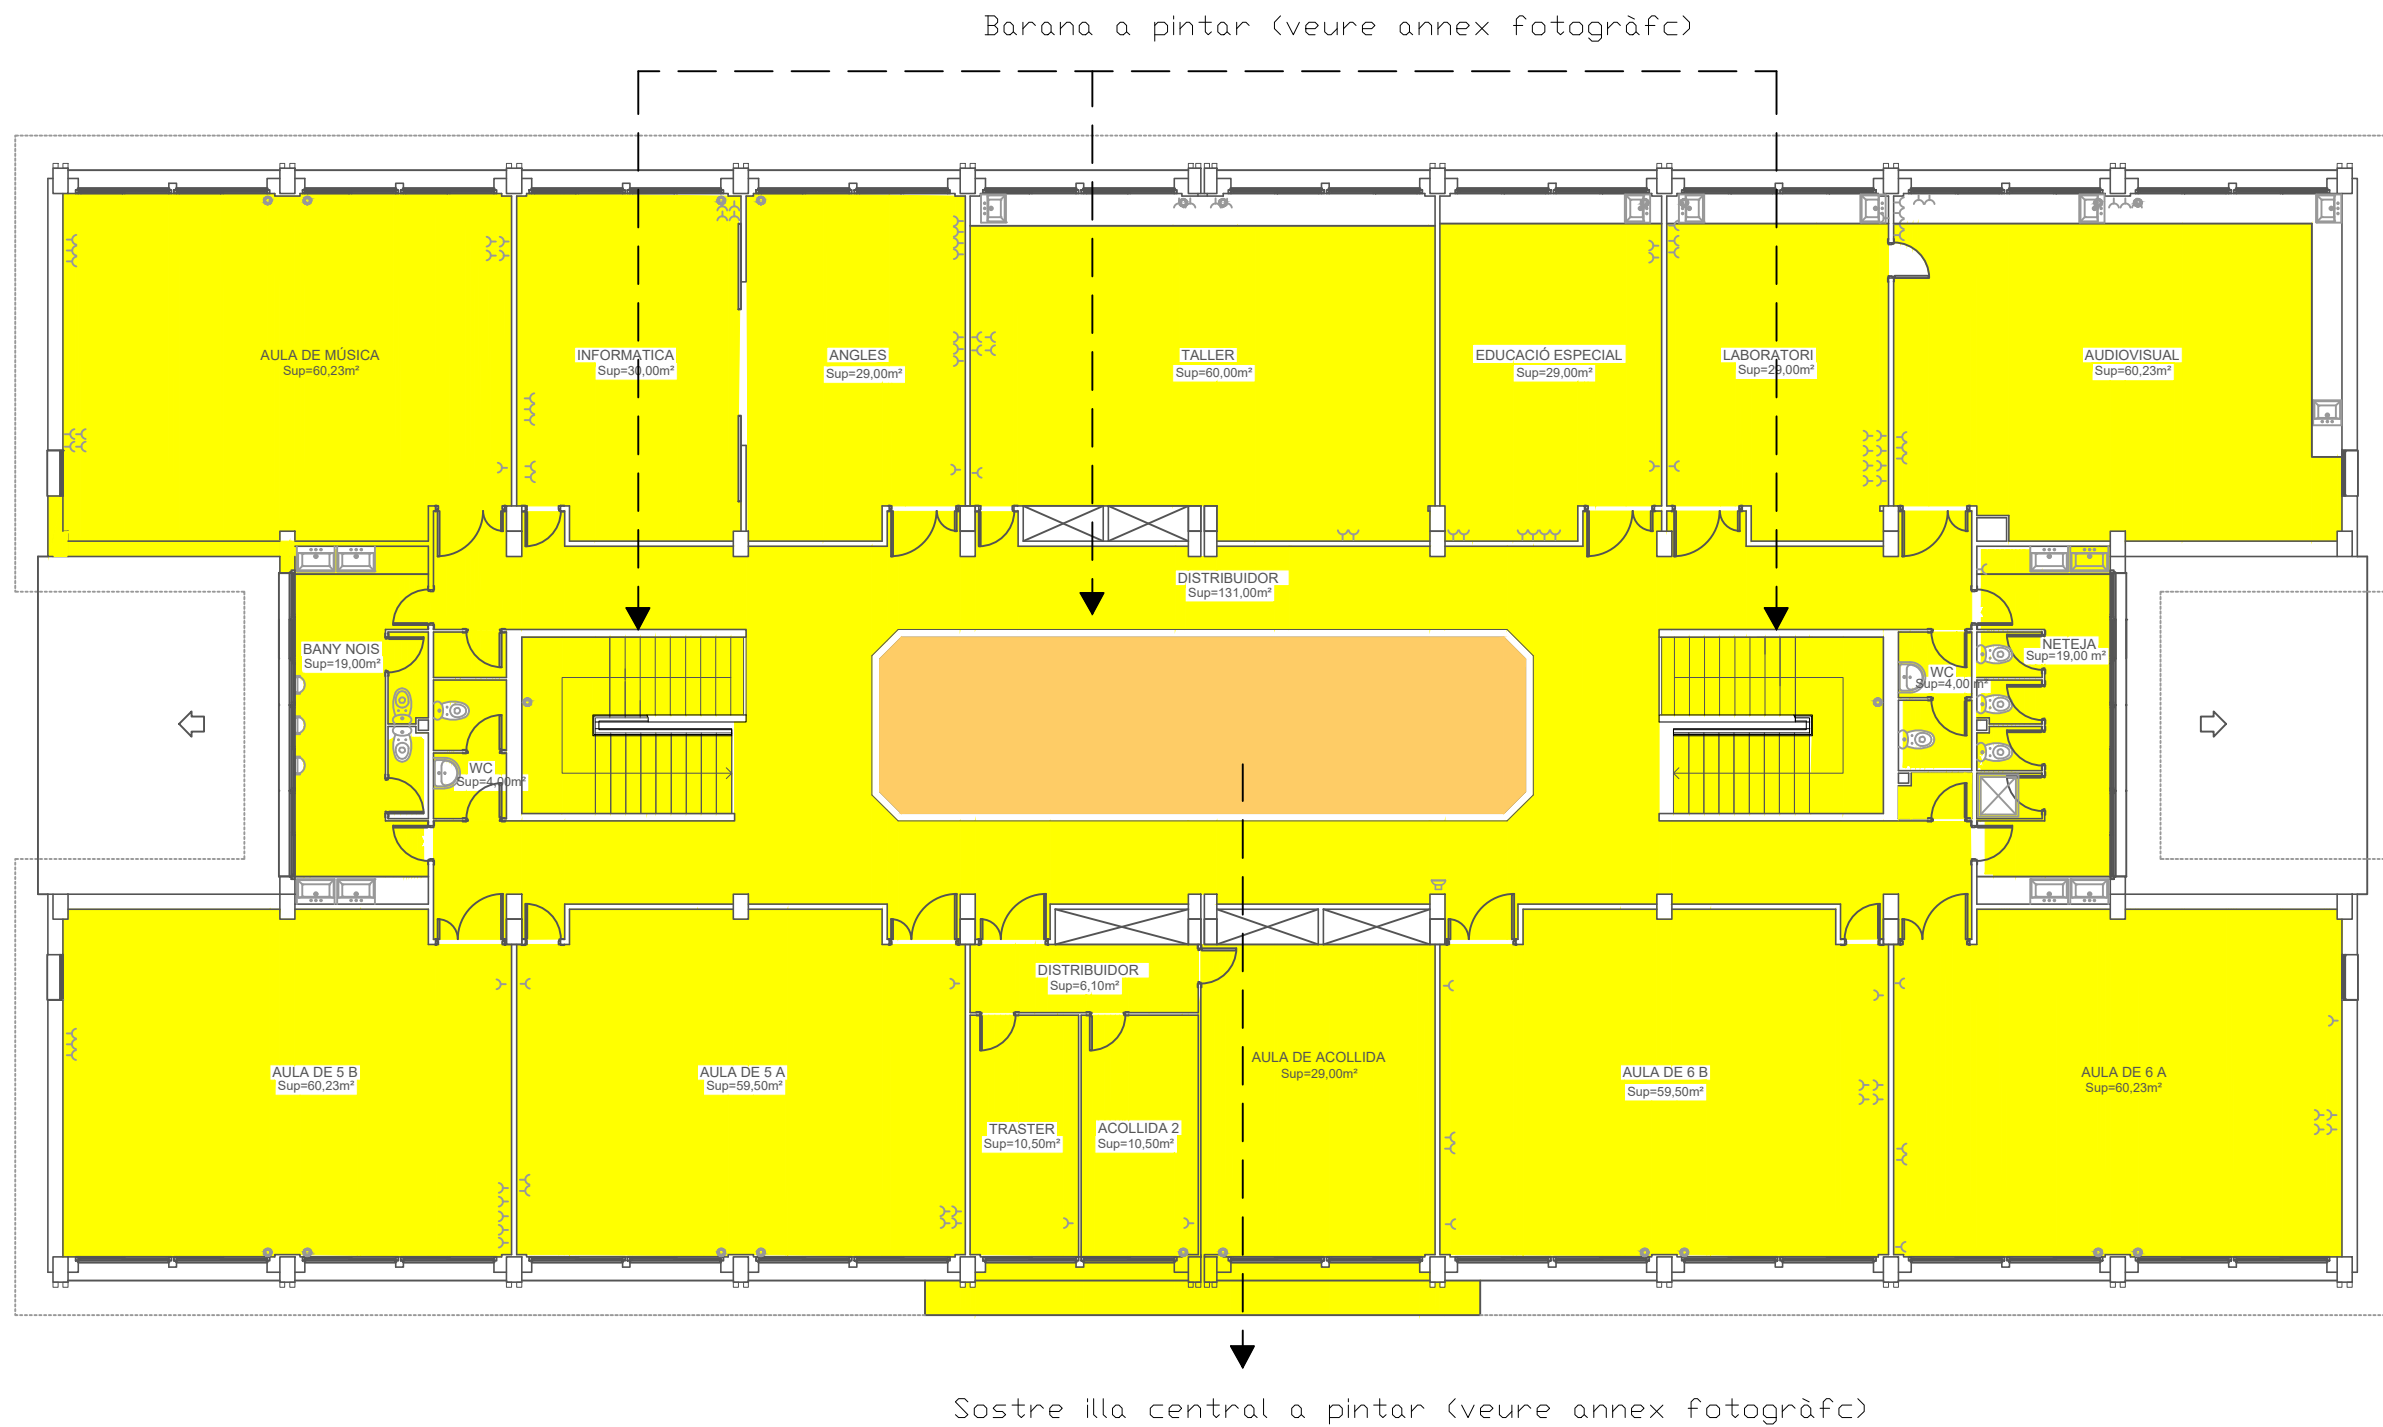 Barana a pintar (veure annex fotogràfc)
AULA DE MÚSICA
Sup=60,23m²
INFORMATICA
Sup=30,00m²
ANGLES
Sup=29,00m²
TALLER
Sup=60,00m²
EDUCACIÓ ESPECIAL
Sup=29,00m²
LABORATORI
Sup=29,00m²
AUDIOVISUAL
Sup=60,23m²
DISTRIBUIDOR
Sup=131,00m²
BANY NOIS
Sup=19,00m²
NETEJA
Sup=19,00 m²
WC
Sup=4,00 m²
WC
Sup=4,00m²
DISTRIBUIDOR
Sup=6,10m²
AULA DE 5 B
Sup=60,23m²
AULA DE 5 A
Sup=59,50m²
AULA DE ACOLLIDA
Sup=29,00m²
AULA DE 6 B
Sup=59,50m²
AULA DE 6 A
Sup=60,23m²
TRASTER
Sup=10,50m²
ACOLLIDA 2
Sup=10,50m²
Sostre illa central a pintar (veure annex fotogràfc)